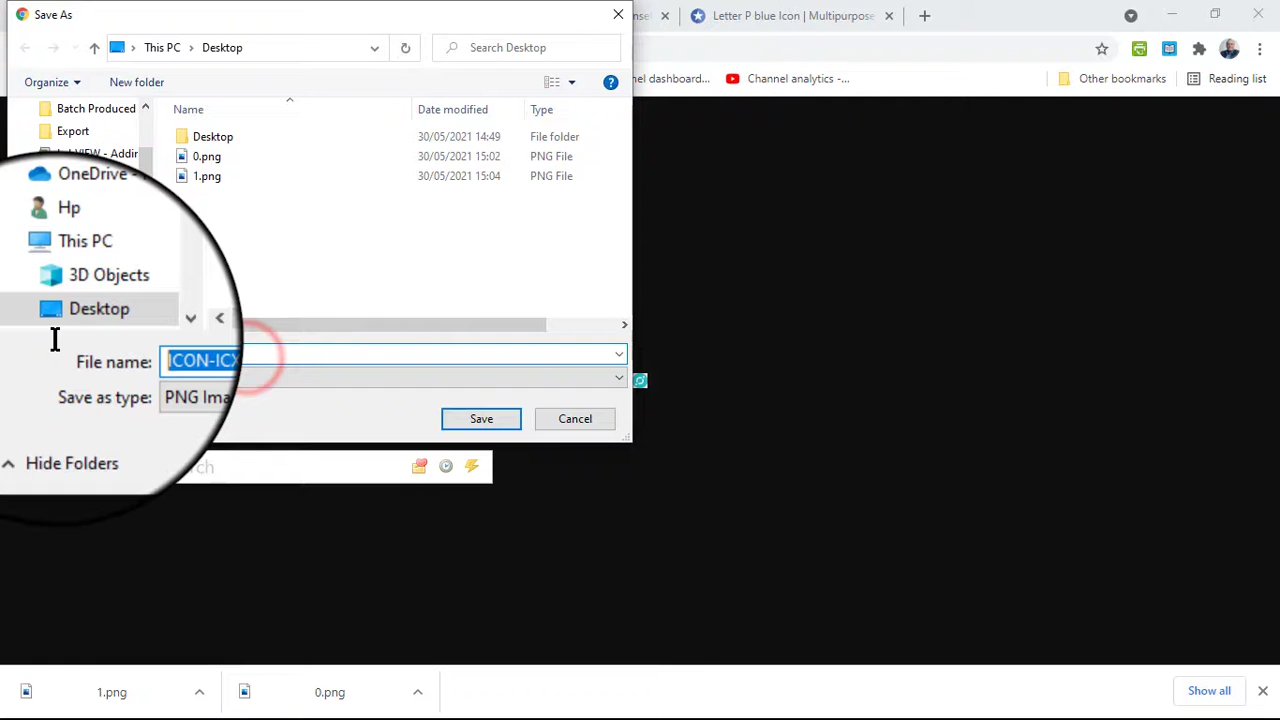 Save As
nset
Letter P blue Icon | Multipurpose
This PC
Desktop
Search Desktop
Organize
New folder
nel dashboard...
Channel analytics -...
Other bookmarks
Reading list
Batch Produced
Name
Date modified
Type
Export
Desktop
30/05/2021 14:49
File folder
0.png
30/05/2021 15:02
PNG File
1.png
30/05/2021 15:04
PNG File
OneDrive -
Hp
This PC
3D Objects
Desktop
File name:
ICON-ICX
Save as type:
PNG Ima
Save
Cancel
Hide Folders
rch
1.png
0.png
Show all